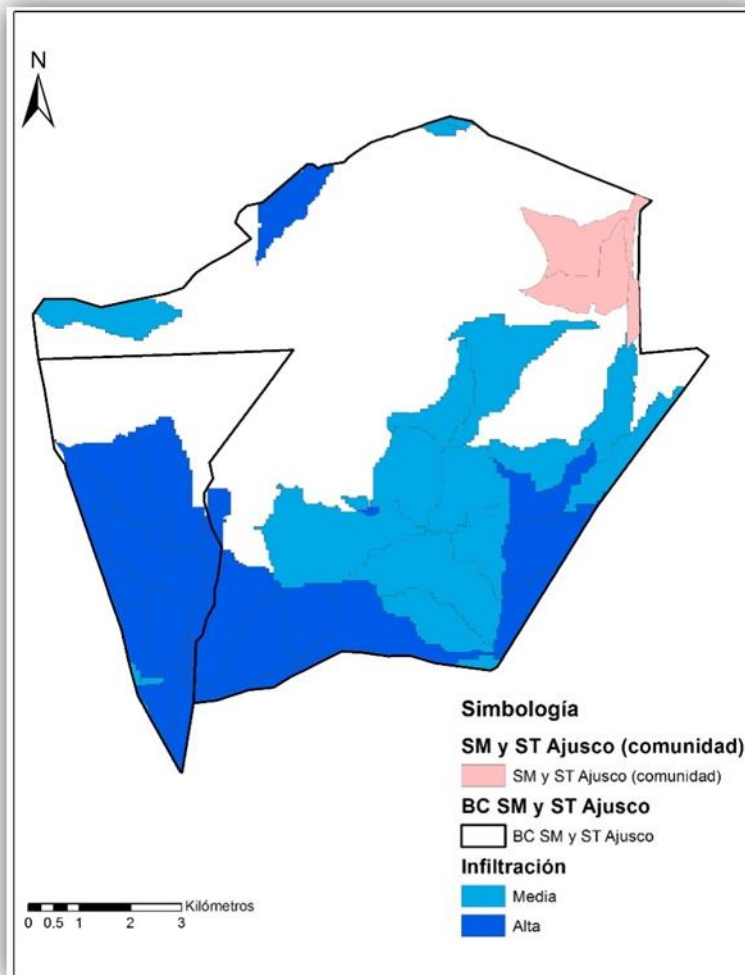 N
Simbología
SM y ST Ajusco (comunidad)
SM y ST Ajusco (comunidad)
BC SM y ST Ajusco
BC SM y ST Ajusco
Infiltración
Media
Alta
Kilómetros
0 0.5 1 2 3